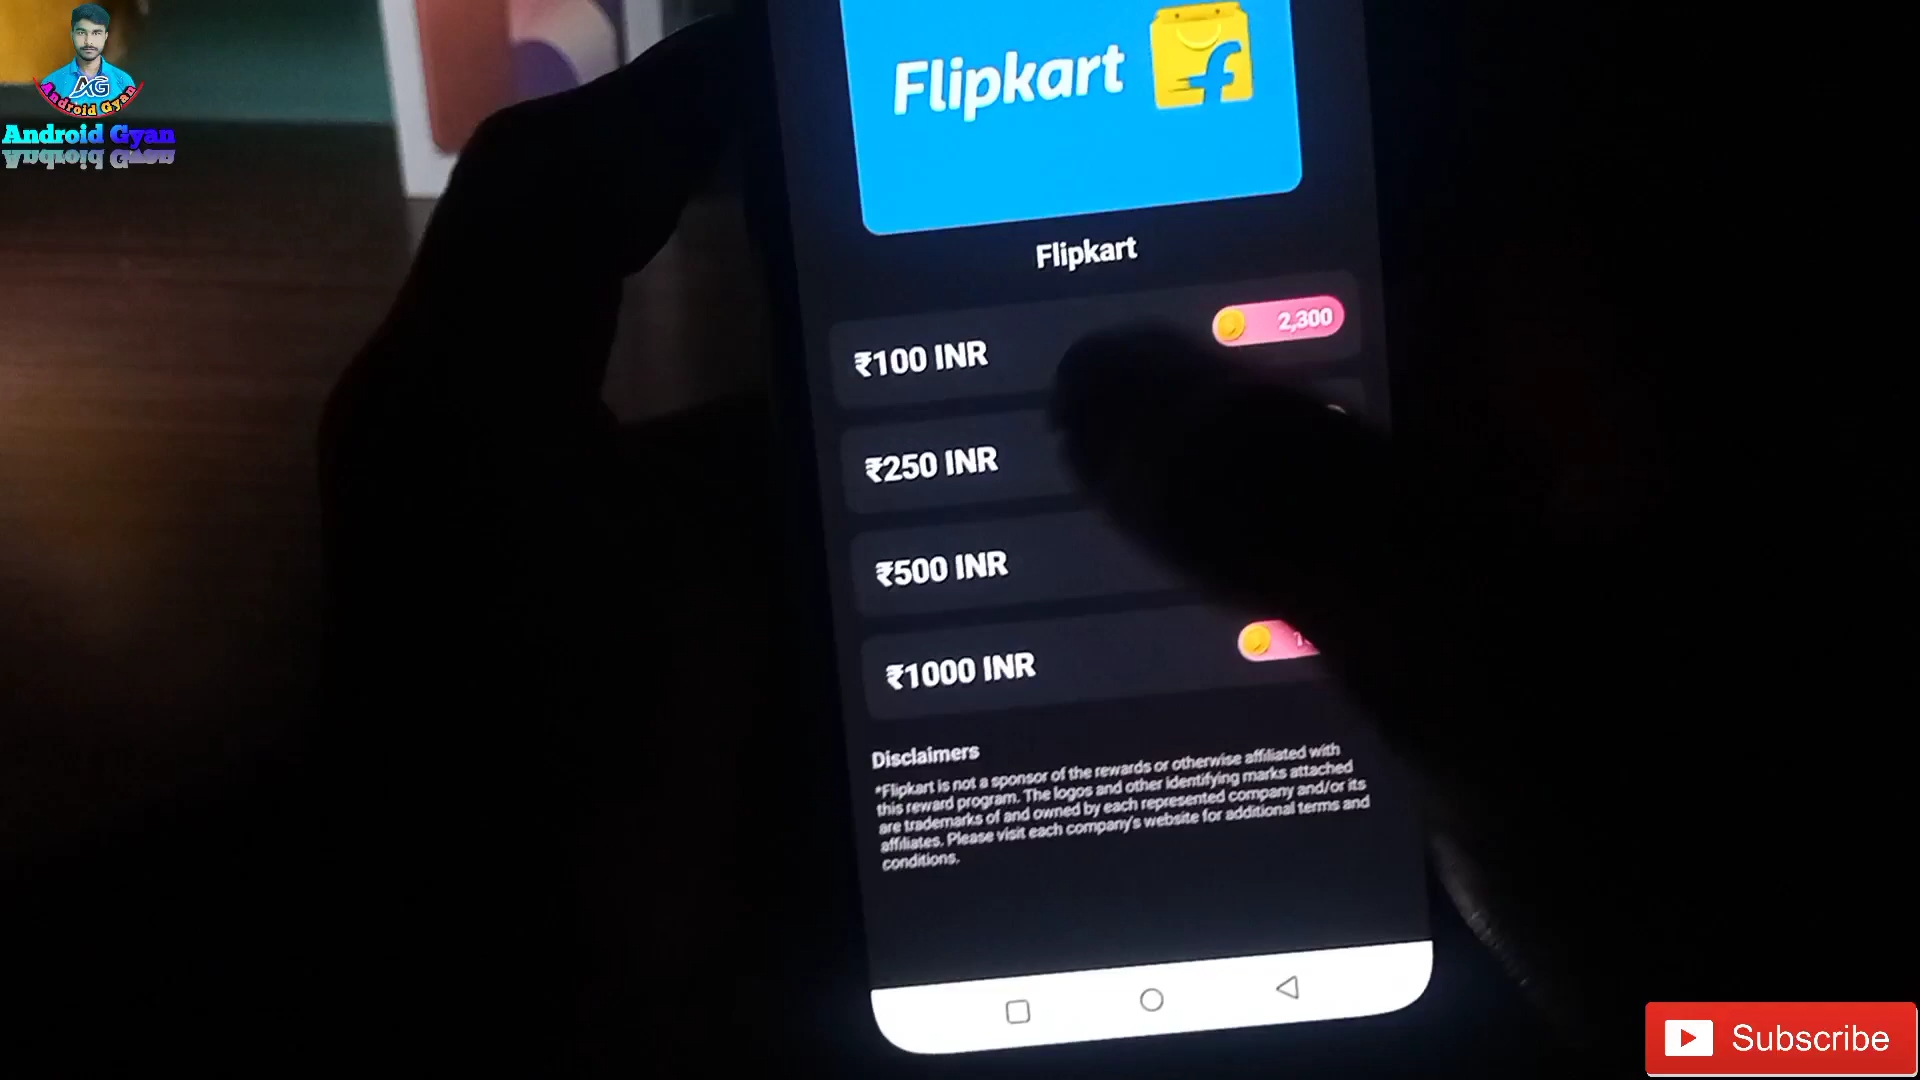 AG
Android Gyan
Android Gyan
Flipkart
Flipkart
₹100 INR
2,300
₹250 INR
₹500 INR
₹1000 INR
Disclaimers
*Flipkart is not a sponsor of the rewards or otherwise affiliated with
this reward program. The logos and other identifying marks attached
are trademarks of and owned by each represented company and/or its
affiliates. Please visit each company's website for additional terms and
conditions.
Subscribe